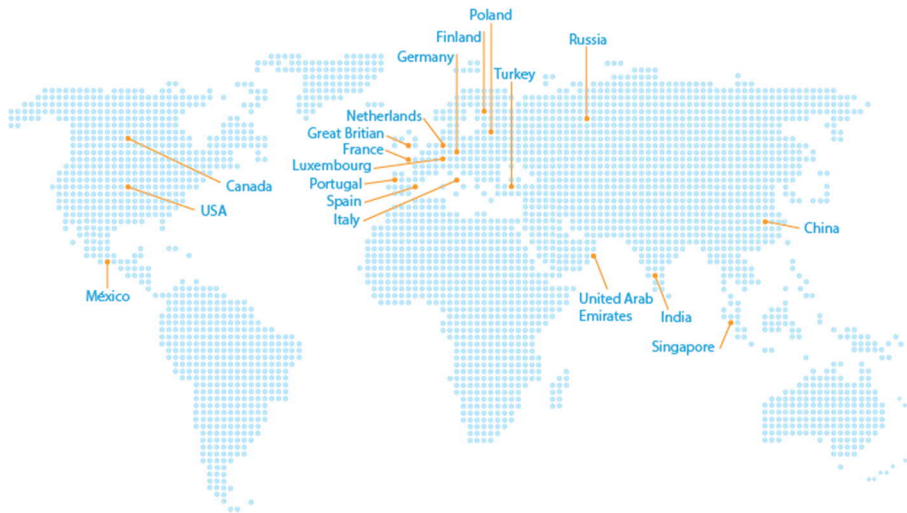 Poland
Finland
Russia
Germany
Turkey
Netherlands
Great Britian
France
Luxembourg
Portugal
Spain
Italy
Canada
USA
China
México
United Arab
Emirates
India
Singapore